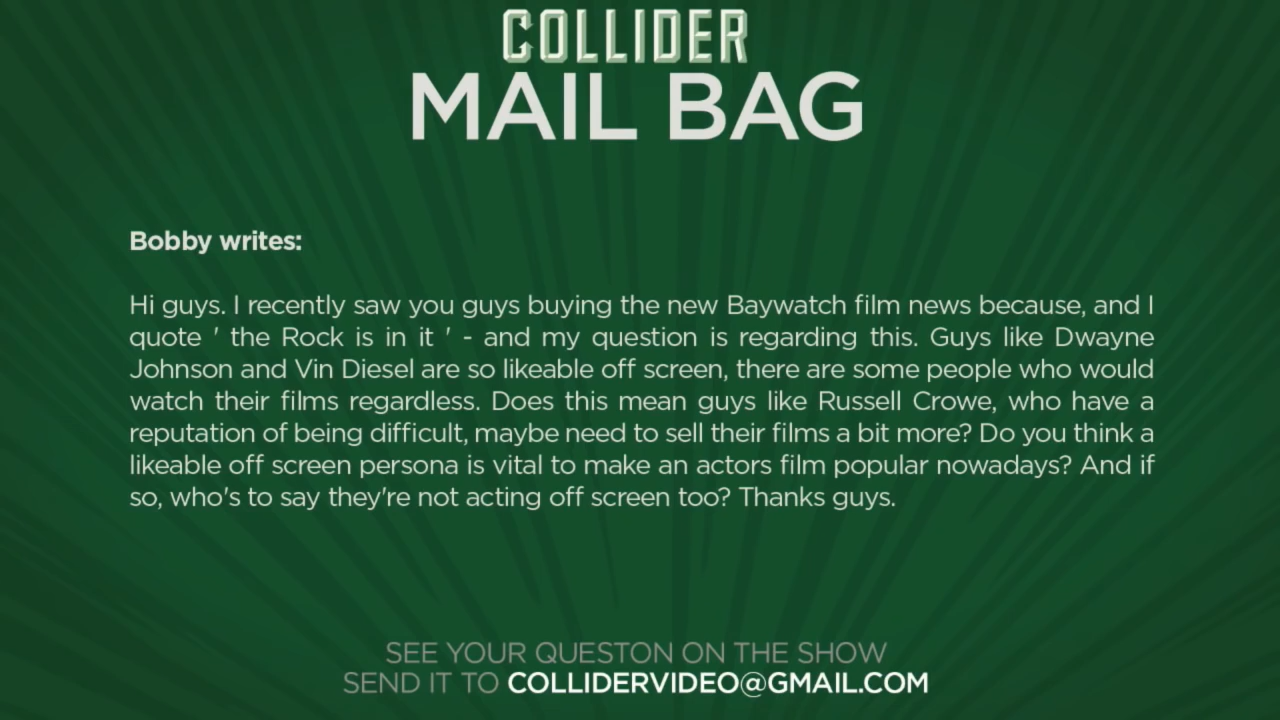 COLLIDER
MAIL BAG
Bobby writes:
Hi guys. I recently saw you guys buying the new Baywatch film news because, and I
quote ' the Rock is in it ' - and my question is regarding this. Guys like Dwayne
Johnson and Vin Diesel are so likeable off screen, there are some people who would
watch their films regardless. Does this mean guys like Russell Crowe, who have a
reputation of being difficult, maybe need to sell their films a bit more? Do you think a
likeable off screen persona is vital to make an actors film popular nowadays? And if
so, who's to say they're not acting off screen too? Thanks guys.
SEE YOUR QUESTON ON THE SHOW
SEND IT TO COLLIDERVIDEO@GMAIL.COM